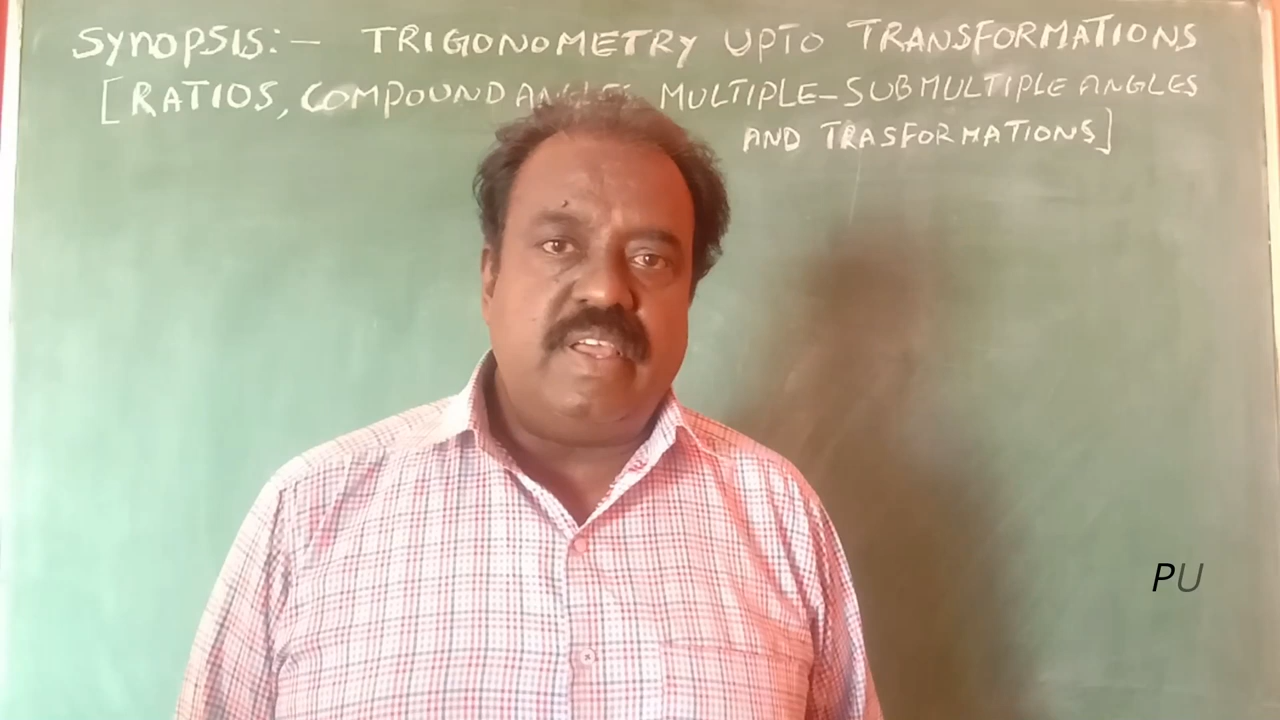 SYNOPSIS:- TRIGONOMETRY UPTO TRANSFORMATIONS
[RATIOS, COMPOUND MULTIPLE-SUBMULTIPLE ANGLES
AND TRASFORMATIONS]
PU